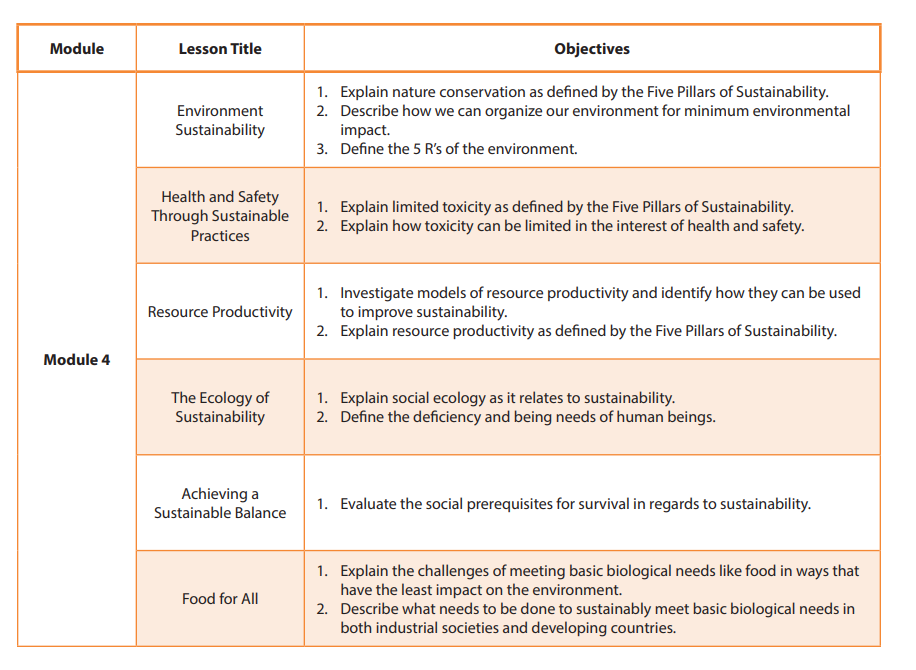 Module
Lesson Title
Objectives
Module 4
Environment
Sustainability
1. Explain nature conservation as defined by the Five Pillars of Sustainability.
2. Describe how we can organize our environment for minimum environmental
impact.
3. Define the 5 R's of the environment.
Health and Safety
Through Sustainable
Practices
1. Explain limited toxicity as defined by the Five Pillars of Sustainability.
2. Explain how toxicity can be limited in the interest of health and safety.
Resource Productivity
1. Investigate models of resource productivity and identify how they can be used
to improve sustainability.
2. Explain resource productivity as defined by the Five Pillars of Sustainability.
The Ecology of
Sustainability
1. Explain social ecology as it relates to sustainability.
2. Define the deficiency and being needs of human beings.
Achieving a
Sustainable Balance
1. Evaluate the social prerequisites for survival in regards to sustainability.
Food for All
1. Explain the challenges of meeting basic biological needs like food in ways that
have the least impact on the environment.
2. Describe what needs to be done to sustainably meet basic biological needs in
both industrial societies and developing countries.